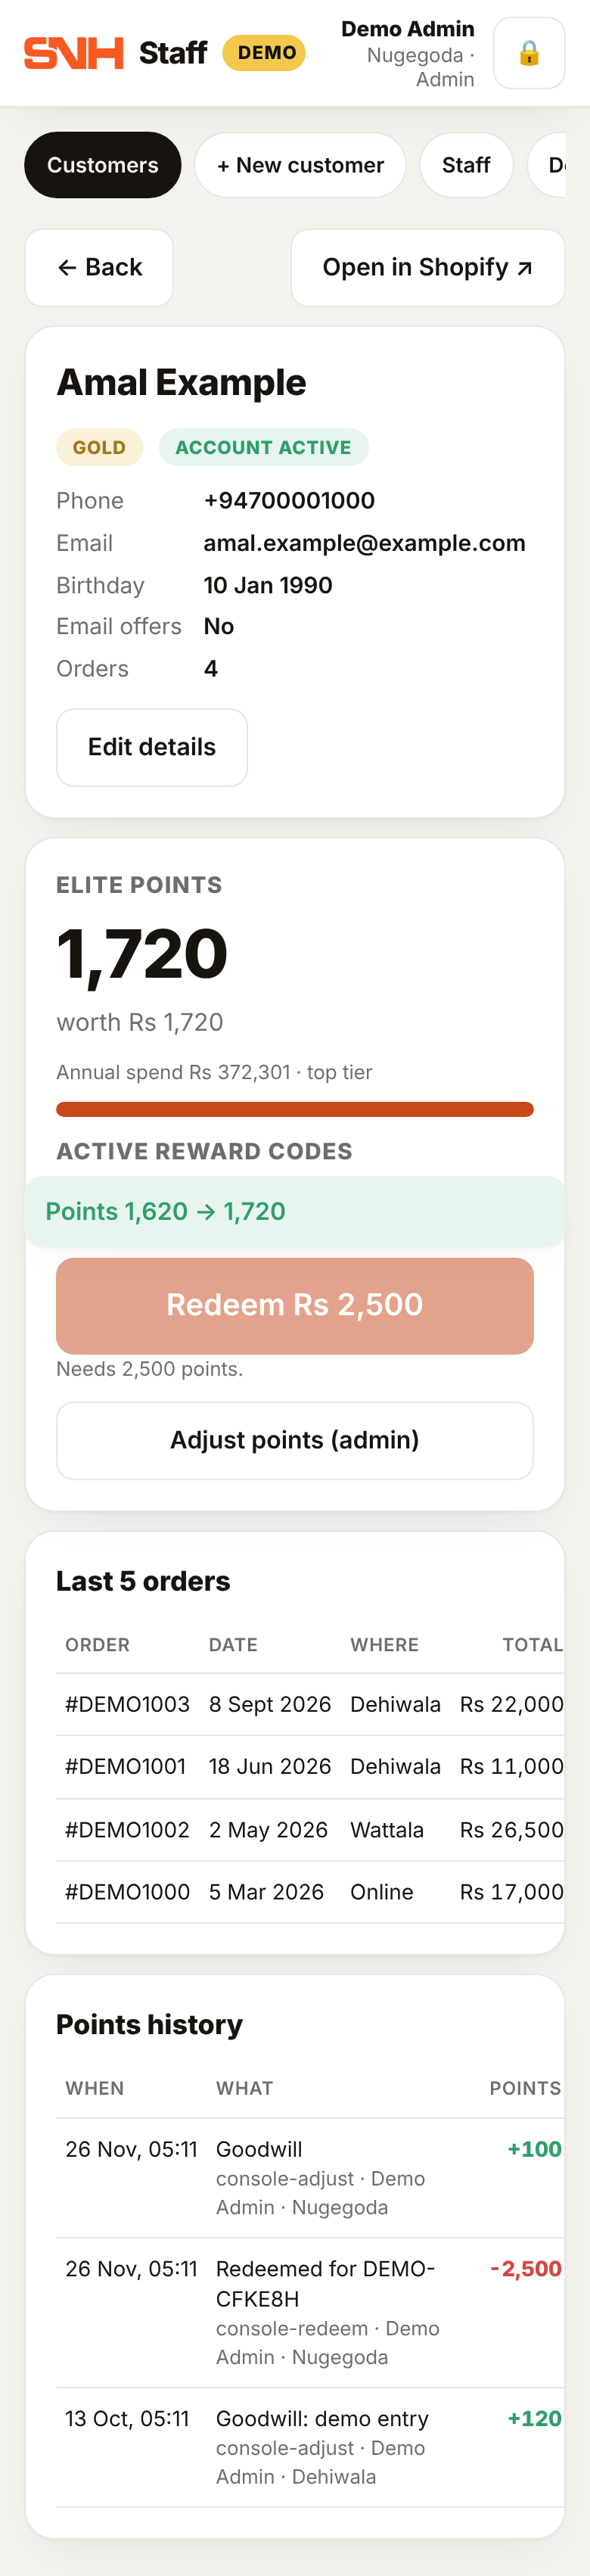 SNH Staff DEMO
Demo Admin
Nugegoda ·
Admin
🔒
Customers
+ New customer
Staff
← Back
Open in Shopify ↗
Amal Example
GOLD
ACCOUNT ACTIVE
Phone +94700001000
Email amal.example@example.com
Birthday 10 Jan 1990
Email offers No
Orders 4
Edit details
ELITE POINTS
1,720
worth Rs 1,720
Annual spend Rs 372,301 · top tier
ACTIVE REWARD CODES
Points 1,620 → 1,720
Redeem Rs 2,500
Needs 2,500 points.
Adjust points (admin)
Last 5 orders
ORDER DATE WHERE TOTAL
#DEMO1003 8 Sept 2026 Dehiwala Rs 22,000
#DEMO1001 18 Jun 2026 Dehiwala Rs 11,000
#DEMO1002 2 May 2026 Wattala Rs 26,500
#DEMO1000 5 Mar 2026 Online Rs 17,000
Points history
WHEN WHAT POINTS
26 Nov, 05:11 Goodwill +100
console-adjust · Demo
Admin · Nugegoda
26 Nov, 05:11 Redeemed for DEMO- -2,500
CFKE8H
console-redeem · Demo
Admin · Nugegoda
13 Oct, 05:11 Goodwill: demo entry +120
console-adjust · Demo
Admin · Dehiwala